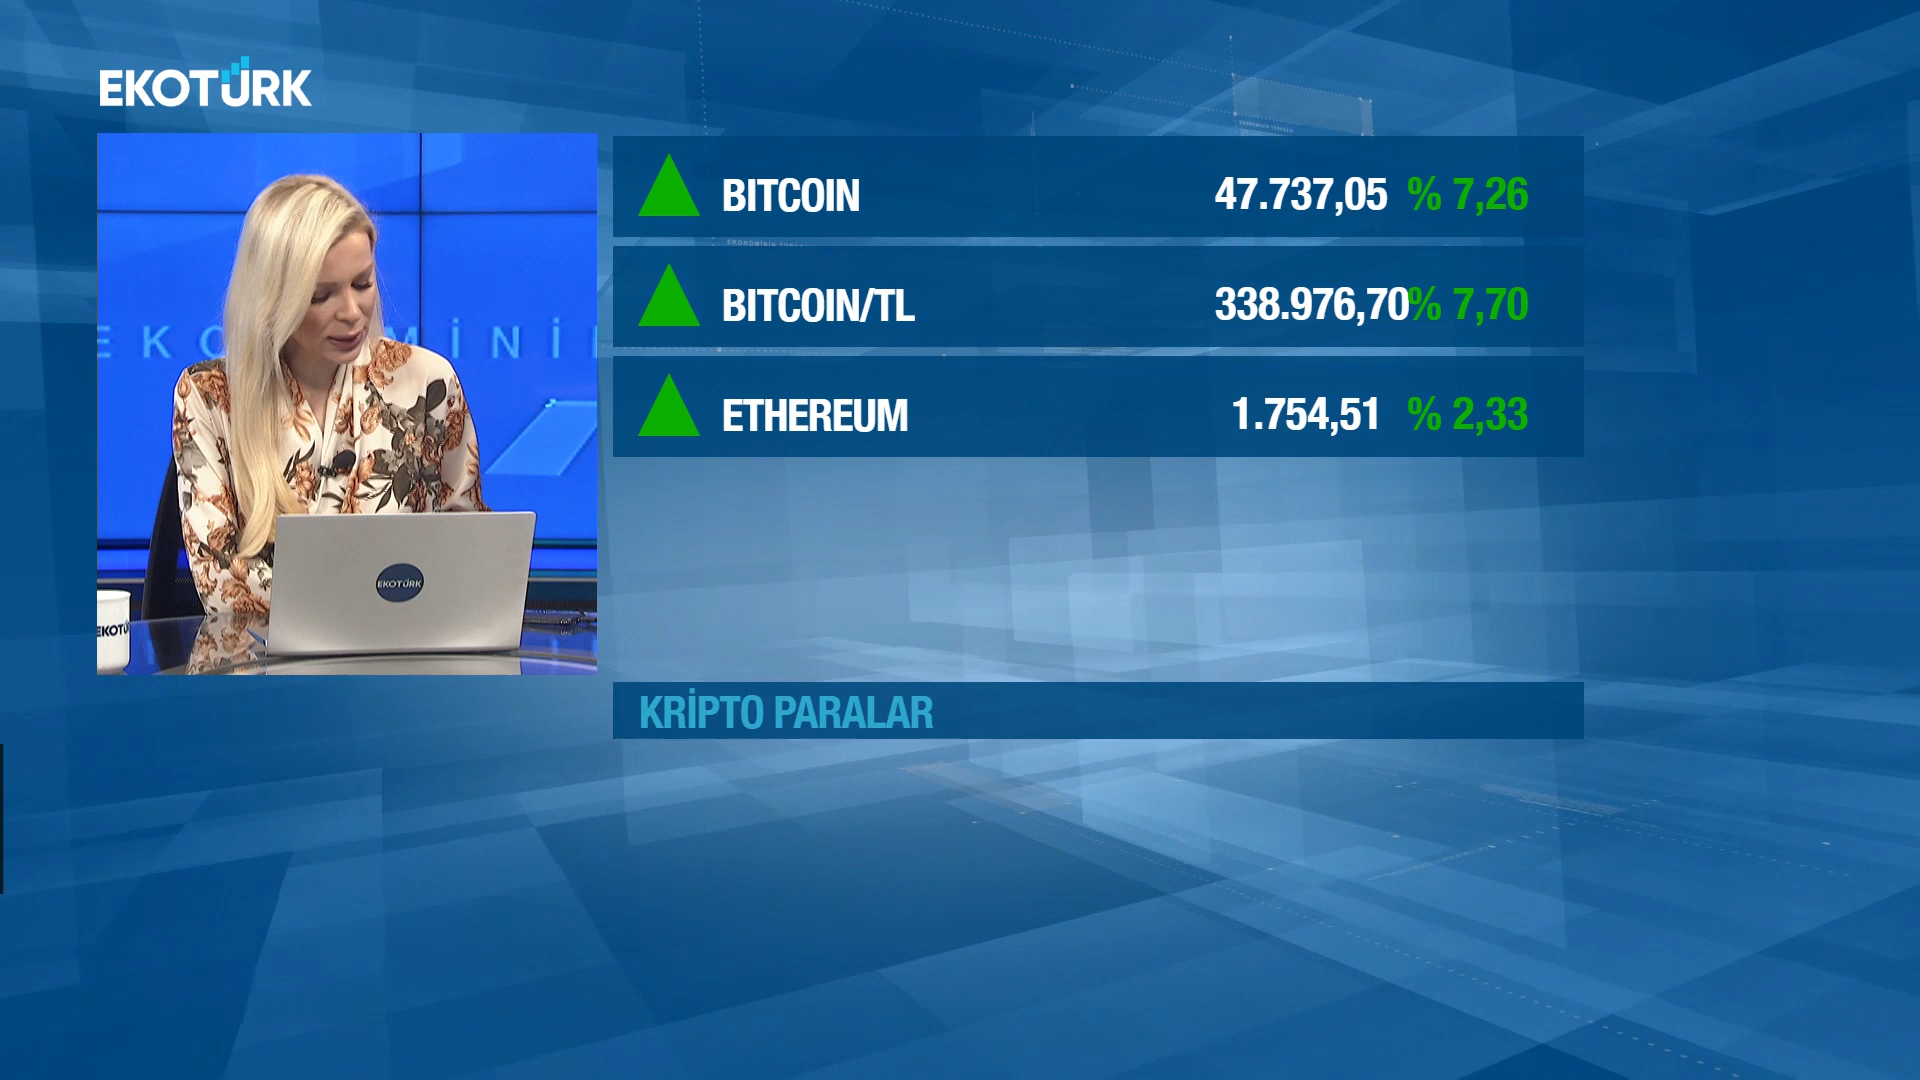 EKOTÜRK
BITCOIN 47.737,05 % 7,26
BITCOIN/TL 338.976,70 % 7,70
ETHEREUM 1.754,51 % 2,33
EKOTÜRK
KRİPTO PARALAR